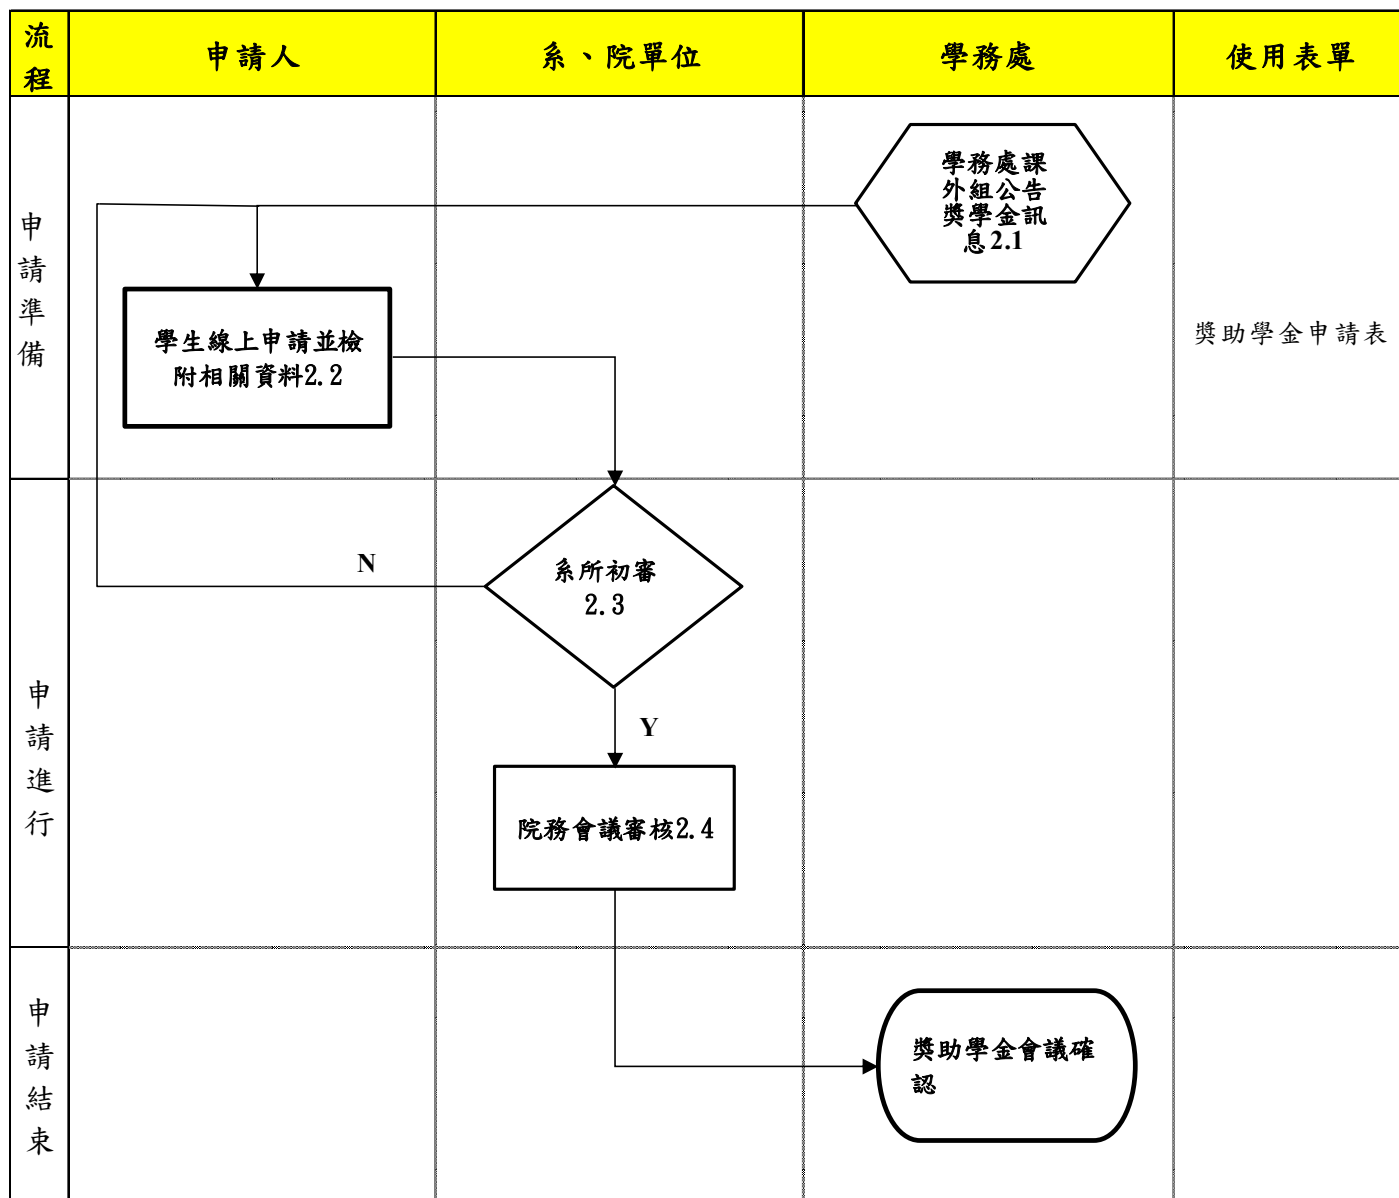 流
程
申請人
系、院單位
學務處
使用表單
申
請
準
備
學務處課
外組公告
獎學金訊
息2.1
學生線上申請並檢
附相關資料2.2
獎助學金申請表
申
請
進
行
N
系所初審
2.3
Y
院務會議審核2.4
申
請
結
束
獎助學金會議確
認